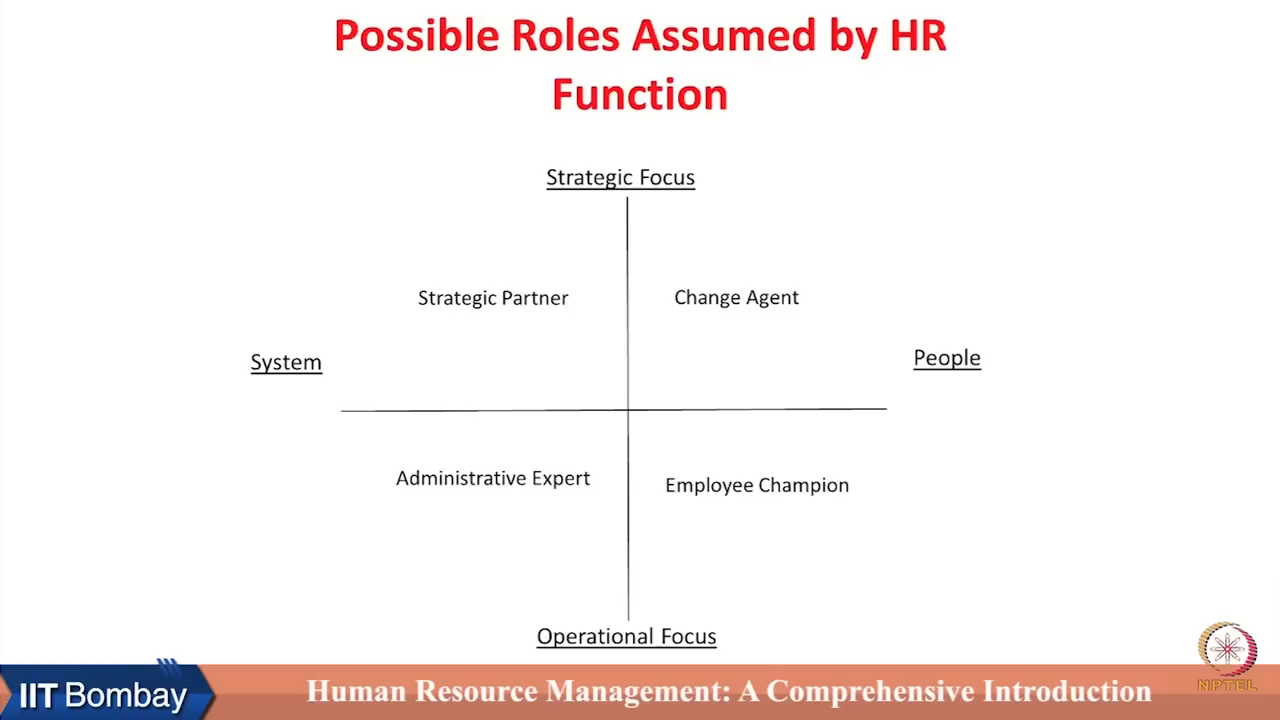 Possible Roles Assumed by HR
Function
Strategic Focus
Strategic Partner
Change Agent
System
People
Administrative Expert
Employee Champion
Operational Focus
NPTEL
IIT Bombay
Human Resource Management: A Comprehensive Introduction